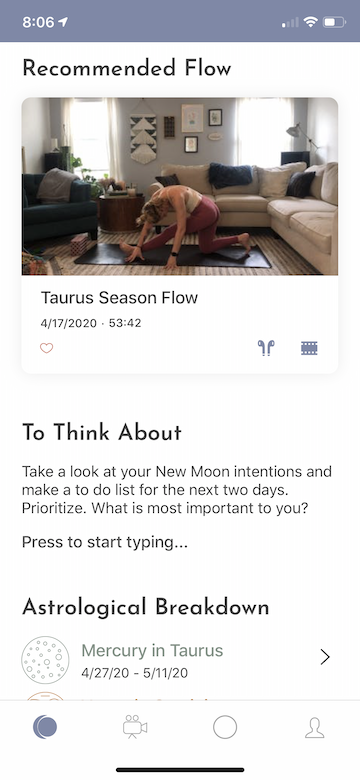 8:06
Recommended Flow
Taurus Season Flow
4/17/2020 · 53:42
To Think About
Take a look at your New Moon intentions and
make a to do list for the next two days.
Prioritize. What is most important to you?
Press to start typing...
Astrological Breakdown
Mercury in Taurus
4/27/20 - 5/11/20